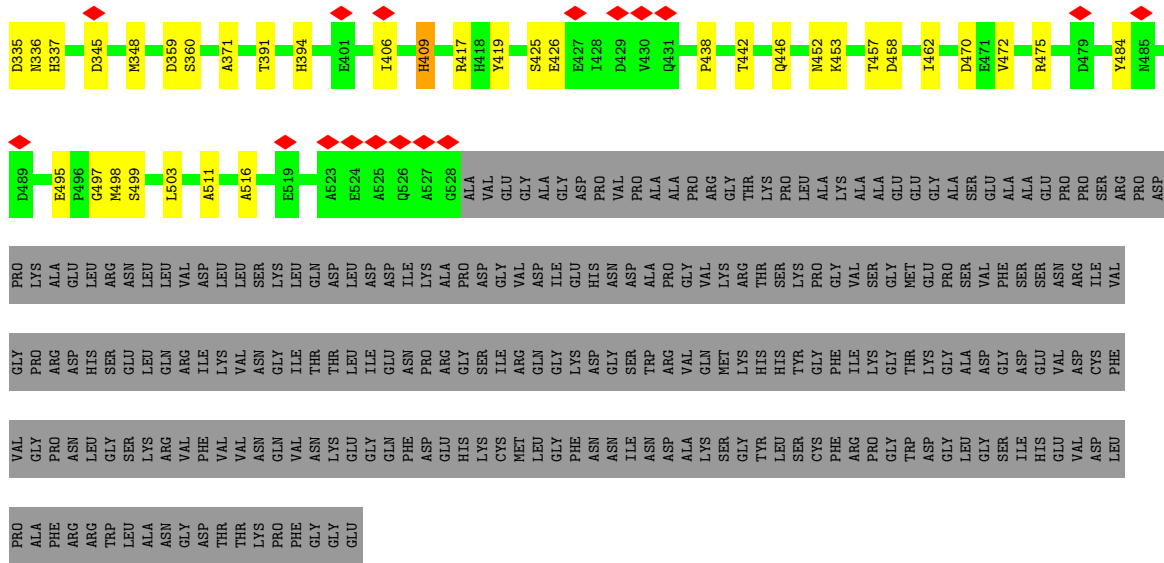 D335 N336 H337 D345 M348 D359 S360 A371 T391 H394 E401 I406 H409 R417 H418 Y419 S425 E426 E427 I428 D429 V430 Q431 P438 T442 Q446 N452 K453 T457 D458 I462 D470 E471 V472 R475 D479 Y484 N485
D489 E495 P496 G497 M498 S499 L503 A511 A516 E519 A523 E524 A525 Q526 A527 G528 ALA VAL GLU GLY ALA GLY ASP PRO VAL PRO ALA ALA PRO ARG GLY THR LYS PRO LEU ALA LYS ALA ALA GLU GLU GLY ALA SER GLU ALA ALA GLU PRO PRO SER ARG PRO ASP
PRO LYS ALA GLU LEU ARG ASN LEU LEU VAL ASP LEU LEU SER LYS LEU GLN ASP LEU ASP ASP ILE LYS ALA PRO ASP GLY VAL ASP ILE GLU HIS ASN ASP ALA PRO GLY VAL LYS ARG THR SER LYS PRO GLY VAL SER GLY MET GLU PRO SER VAL PHE SER SER ASN ARG ILE VAL
GLY PRO ARG ASP HIS SER GLU LEU GLN ARG ILE LYS VAL ASN GLY ILE THR THR LEU ILE GLU ASN PRO ARG GLY SER ILE ARG GLN GLY LYS ASP GLY SER TRP ARG VAL GLN MET LYS HIS HIS TYR GLY PHE ILE LYS GLY THR LYS GLY ALA ASP GLY ASP GLU VAL ASP CYS PHE
VAL GLY PRO ASN LEU GLY SER LYS ARG VAL PHE VAL VAL ASN GLN VAL ASN LYS GLU GLY GLN PHE ASP GLU HIS LYS CYS MET LEU GLY PHE ASN ASN ILE ASN ASP ALA LYS SER GLY TYR LEU SER CYS PHE ARG PRO GLY TRP ASP GLY LEU GLY SER ILE HIS GLU VAL ASP LEU
PRO ALA PHE ARG ARG TRP LEU ALA ASN GLY ASP THR THR LYS PRO PHE GLY GLY GLU